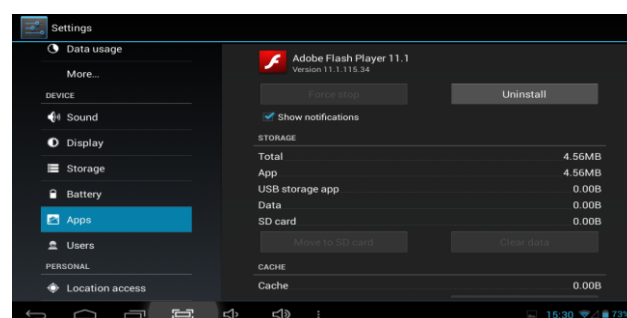 Settings
Data usage
More...
DEVICE
Sound
Display
Storage
Battery
Apps
Users
PERSONAL
Location access
Adobe Flash Player 11.1
Version 11.1.115.34
Force stop
Uninstall
Show notifications
STORAGE
Total 4.56MB
App 4.56MB
USB storage app 0.00B
Data 0.00B
SD card 0.00B
Move to SD card
Clear data
CACHE
Cache 0.00B
15:30 73%